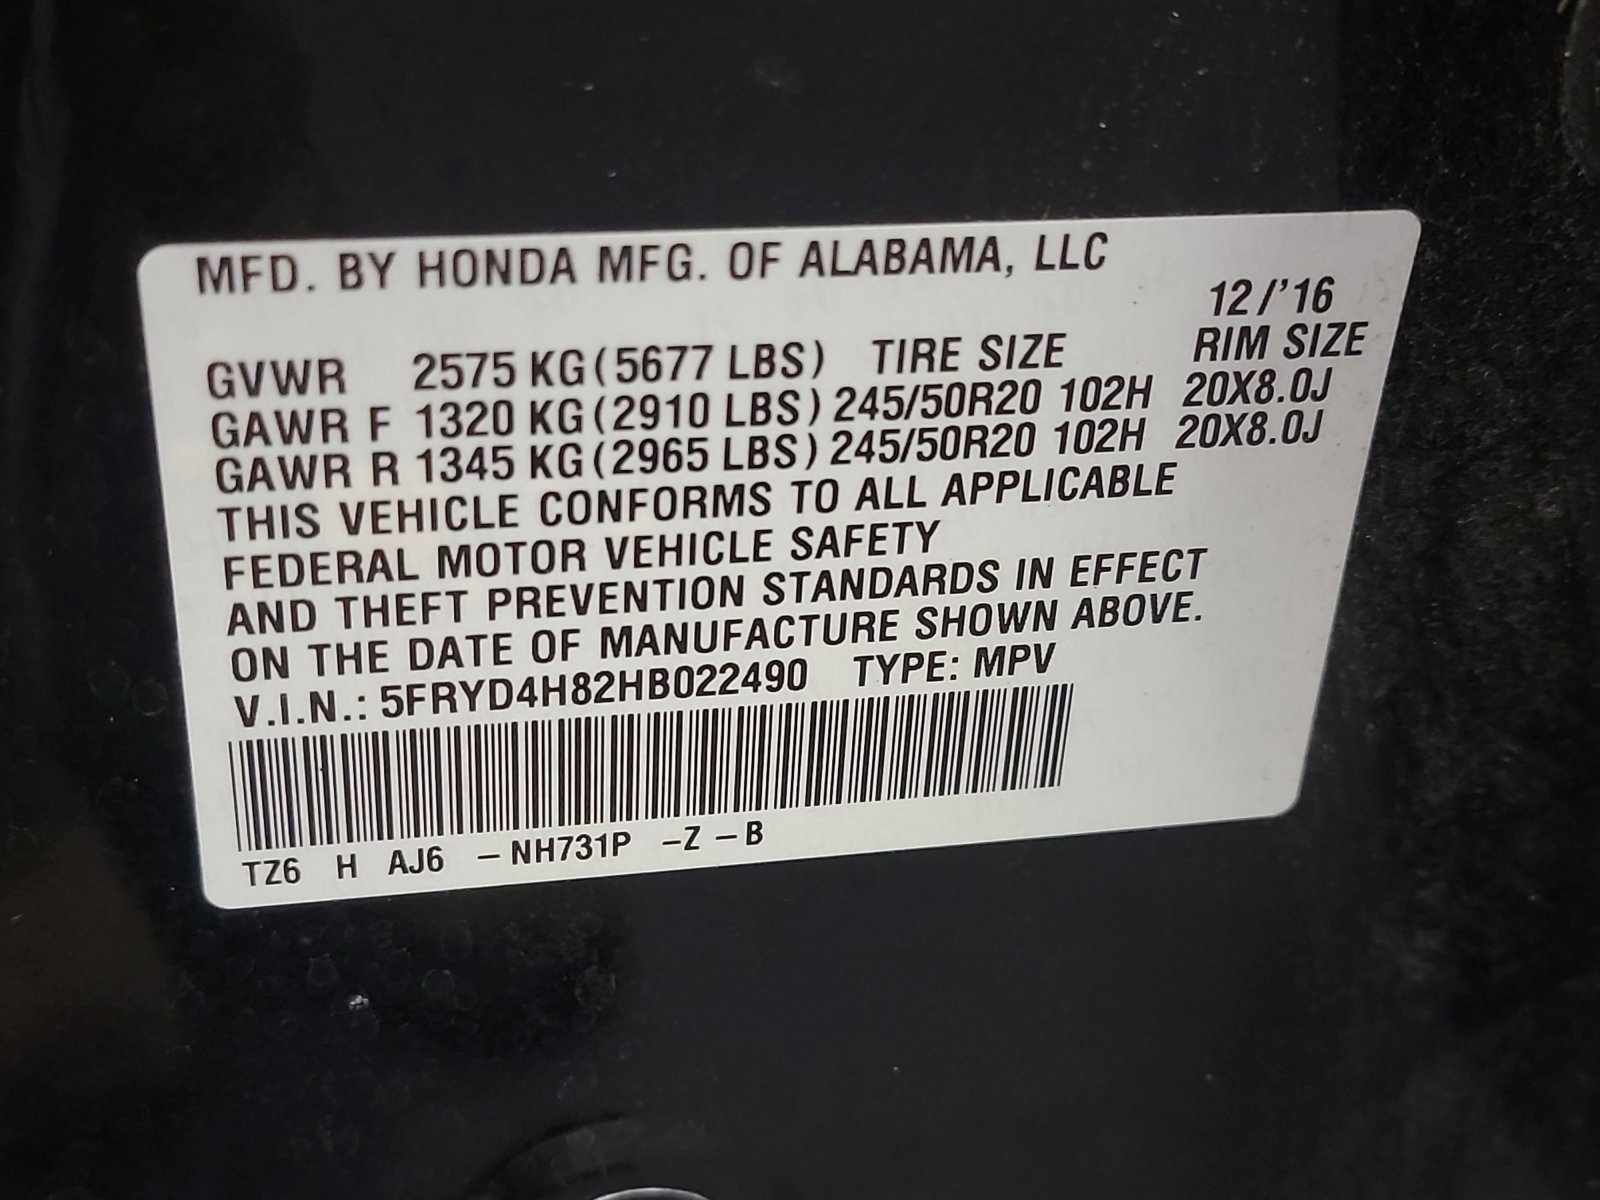 MFD. BY HONDA MFG. OF ALABAMA, LLC
12/'16
GVWR 2575 KG(5677 LBS) TIRE SIZE RIM SIZE
GAWR F 1320 KG(2910 LBS) 245/50R20 102H 20X8.0J
GAWR R 1345 KG(2965 LBS) 245/50R20 102H 20X8.0J
THIS VEHICLE CONFORMS TO ALL APPLICABLE
FEDERAL MOTOR VEHICLE SAFETY
AND THEFT PREVENTION STANDARDS IN EFFECT
ON THE DATE OF MANUFACTURE SHOWN ABOVE.
V.I.N.: 5FRYD4H82HB022490 TYPE: MPV
TZ6 H AJ6 –NH731P –Z –B